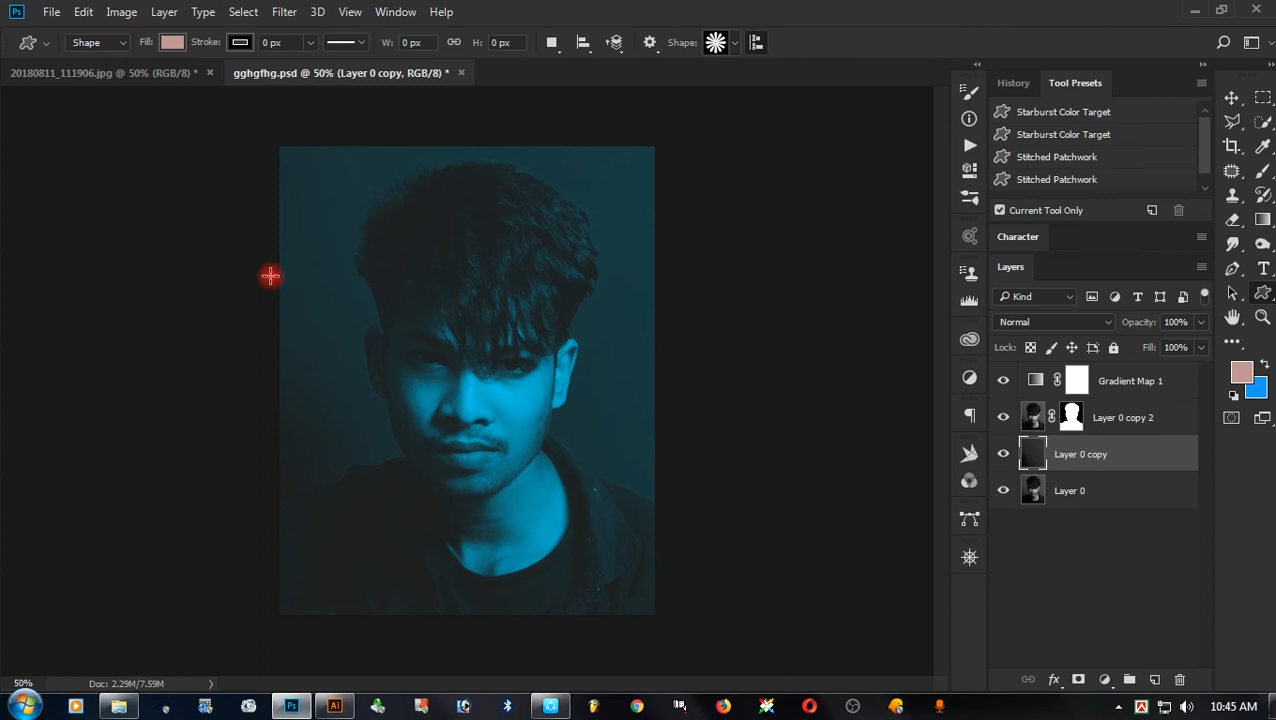 Ps File Edit Image Layer Type Select Filter 3D View Window Help
Shape Fill: Stroke: 0 px W: 0 px H: 0 px Shape:
20180811_111906.jpg @ 50% (RGB/8) * × gghgfhg.psd @ 50% (Layer 0 copy, RGB/8) * ×
History Tool Presets
Starburst Color Target
Starburst Color Target
Stitched Patchwork
Stitched Patchwork
Current Tool Only
Character
Layers
Kind
Normal Opacity: 100%
Lock: Fill: 100%
Gradient Map 1
Layer 0 copy 2
Layer 0 copy
Layer 0
50% Doc: 2.29M/7.59M
Ps Ai 10:45 AM